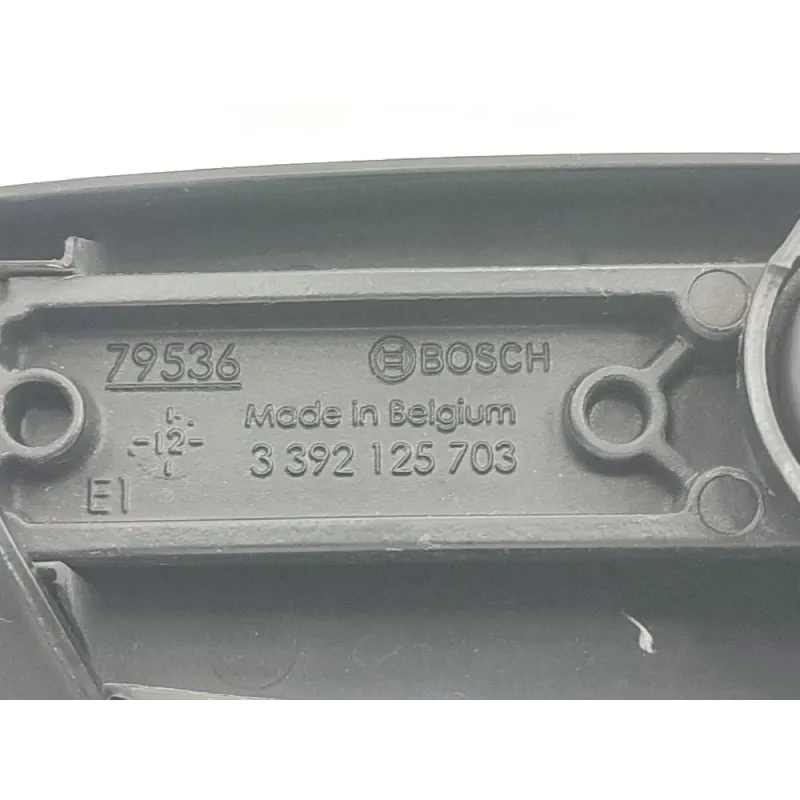 79536 BOSCH
Made in Belgium
-12-
3 392 125 703
E1